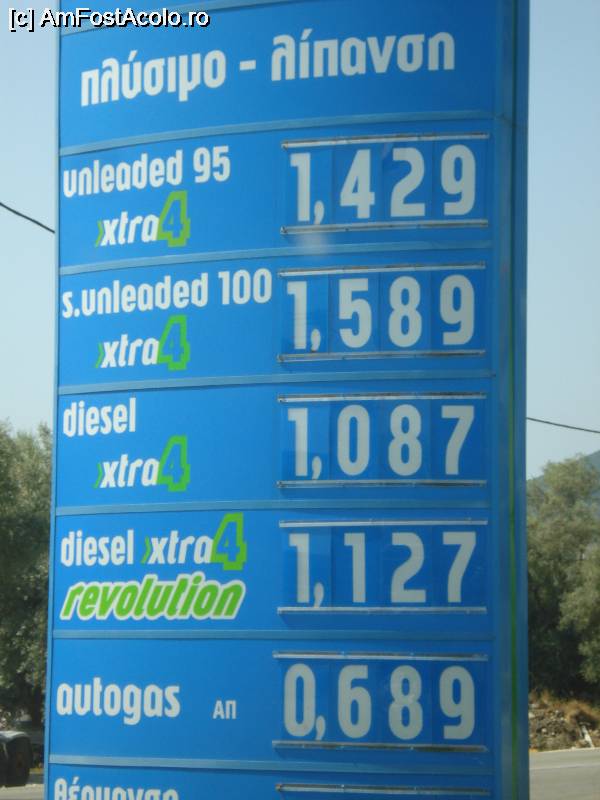 [c] AmFostAcolo.ro
πλύσιμο - λίπανση
unleaded 95 1,429
xtra4
s.unleaded 100 1,589
xtra4
diesel 1,087
xtra4
diesel xtra4 1,127
revolution
autogas ΑΠ 0,689
θέρμανση